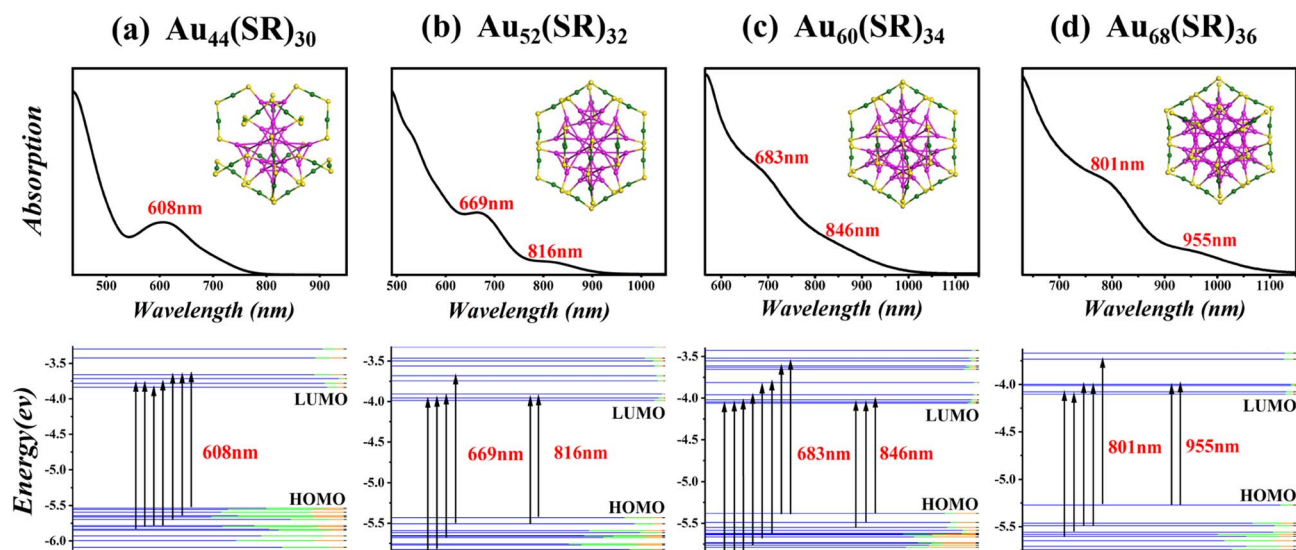 (a) Au44(SR)30
(b) Au52(SR)32
(c) Au60(SR)34
(d) Au68(SR)36
Absorption
608nm
669nm
816nm
683nm
846nm
801nm
955nm
500 600 700 800 900
500 600 700 800 900 1000
600 700 800 900 1000 1100
700 800 900 1000 1100
Wavelength (nm)
Wavelength (nm)
Wavelength (nm)
Wavelength (nm)
Energy(ev)
-3.5
-4.0
-4.5
-5.0
-5.5
-6.0
LUMO
608nm
HOMO
-3.5
-4.0
-4.5
-5.0
-5.5
LUMO
669nm 816nm
HOMO
-3.5
-4.0
-4.5
-5.0
-5.5
LUMO
683nm 846nm
HOMO
-4.0
-4.5
-5.0
-5.5
LUMO
801nm 955nm
HOMO